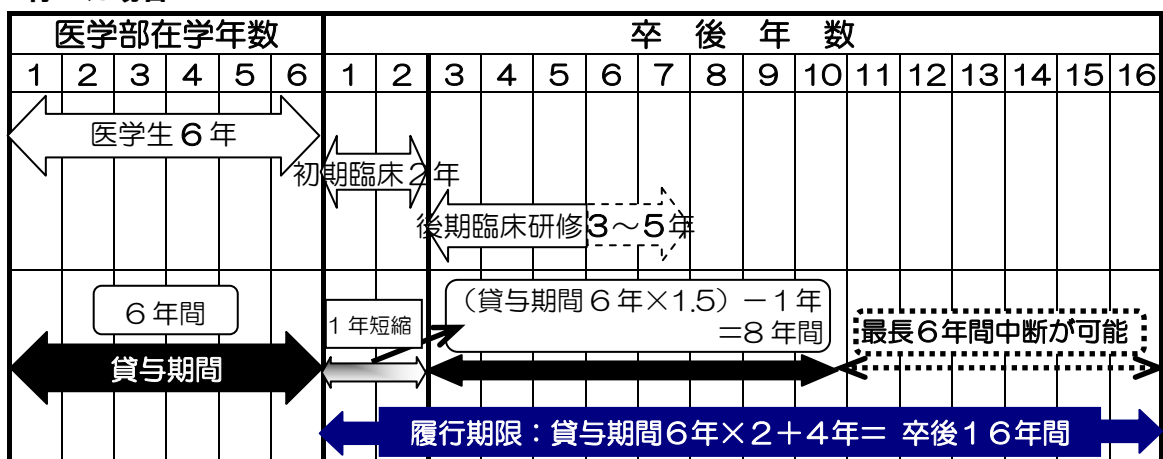 医学部在学年数 卒後年数
1 2 3 4 5 6 1 2 3 4 5 6 7 8 9 10 11 12 13 14 15 16
医学生6年
初期臨床2年
後期臨床研修3～5年
6年間
1年短縮
（貸与期間6年×1.5）－1年
＝8年間
最長6年間中断が可能
貸与期間
履行期限：貸与期間6年×2＋4年＝ 卒後16年間